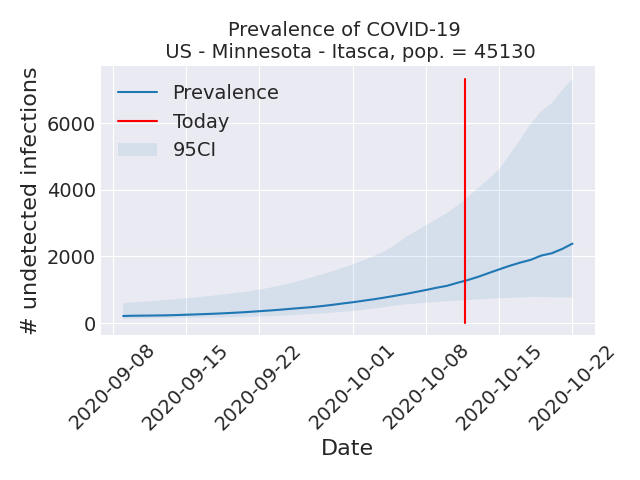 Prevalence of COVID-19
US - Minnesota - Itasca, pop. = 45130
# undetected infections
6000
4000
2000
0
Prevalence
Today
95CI
2020-09-08
2020-09-15
2020-09-22
2020-10-01
2020-10-08
2020-10-15
2020-10-22
Date